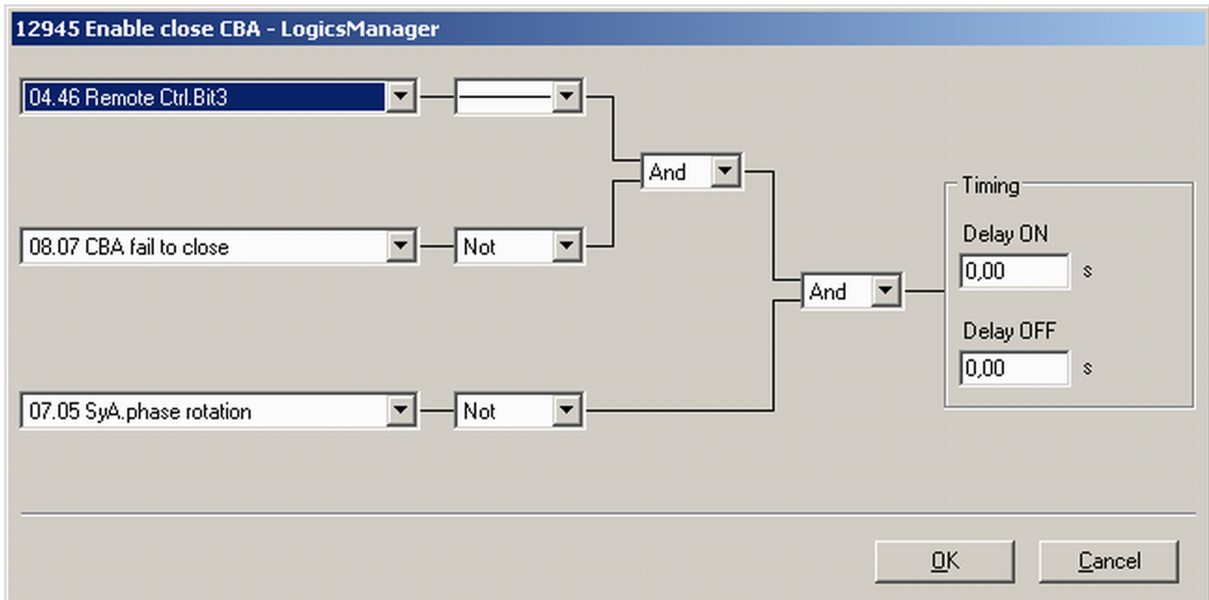 12945 Enable close CBA - LogicsManager
04.46 Remote Ctrl.Bit3
And
Timing
08.07 CBA fail to close
Not
Delay ON
0,00 s
And
Delay OFF
0,00 s
07.05 SyA.phase rotation
Not
OK
Cancel